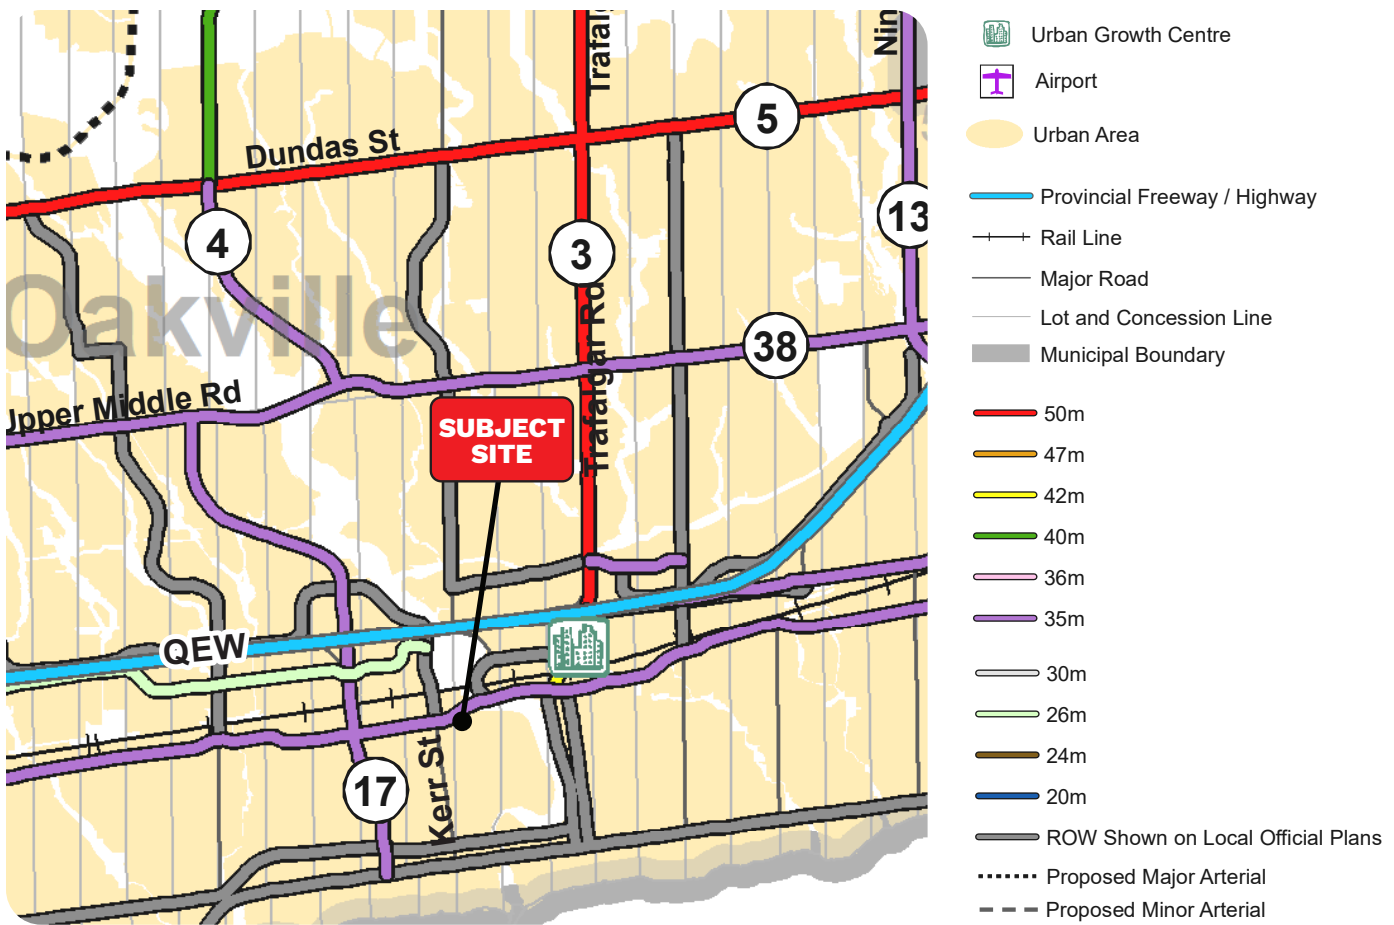 Trafalg
Nin
5
Dundas St
13
4
3
Oakville
Trafalgar Rd
38
Upper Middle Rd
SUBJECT
SITE
QEW
17
Kerr St
Urban Growth Centre
Airport
Urban Area
Provincial Freeway / Highway
Rail Line
Major Road
Lot and Concession Line
Municipal Boundary
50m
47m
42m
40m
36m
35m
30m
26m
24m
20m
ROW Shown on Local Official Plans
Proposed Major Arterial
Proposed Minor Arterial